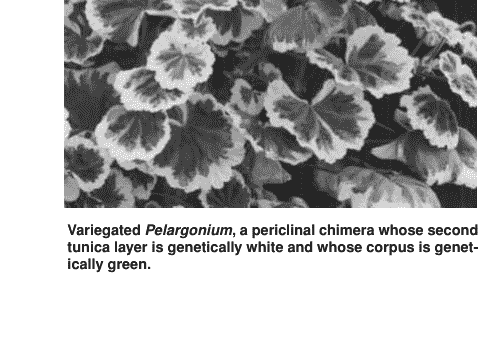 Variegated Pelargonium, a periclinal chimera whose second
tunica layer is genetically white and whose corpus is genet-
ically green.